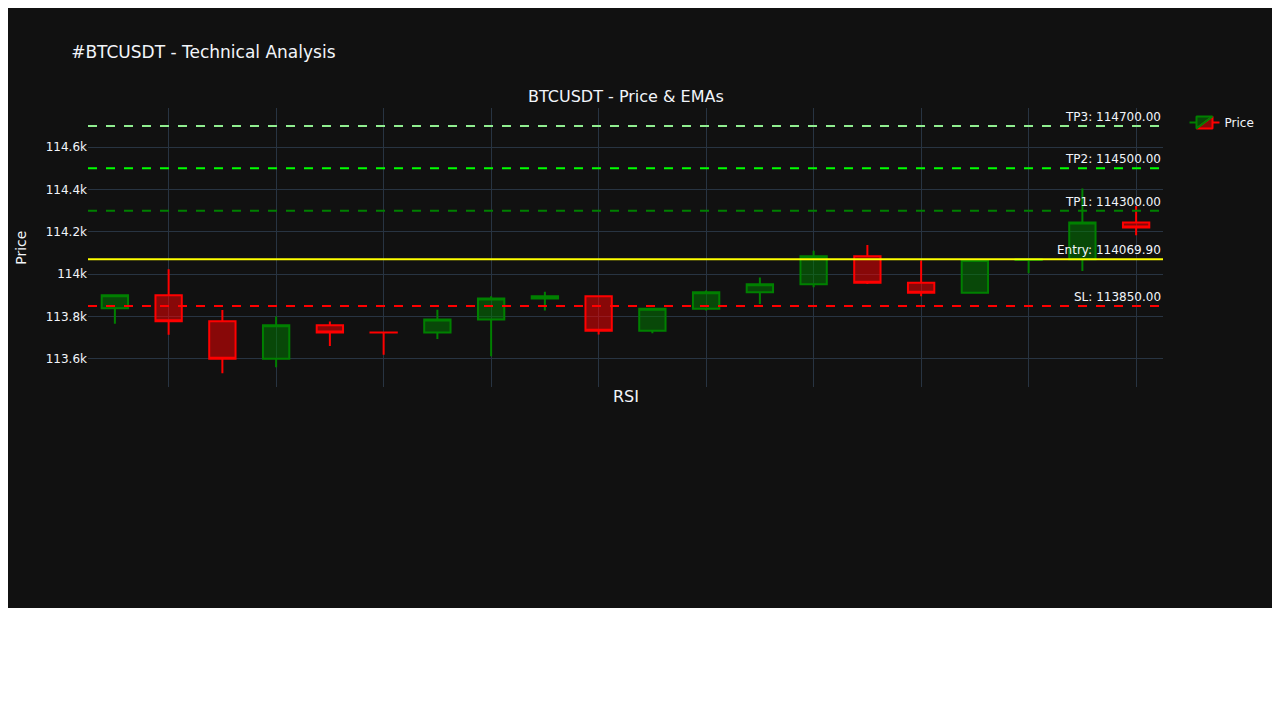 #BTCUSDT - Technical Analysis
BTCUSDT - Price & EMAs
TP3: 114700.00
Price
114.6k
TP2: 114500.00
114.4k
TP1: 114300.00
114.2k
Price
Entry: 114069.90
114k
SL: 113850.00
113.8k
113.6k
RSI